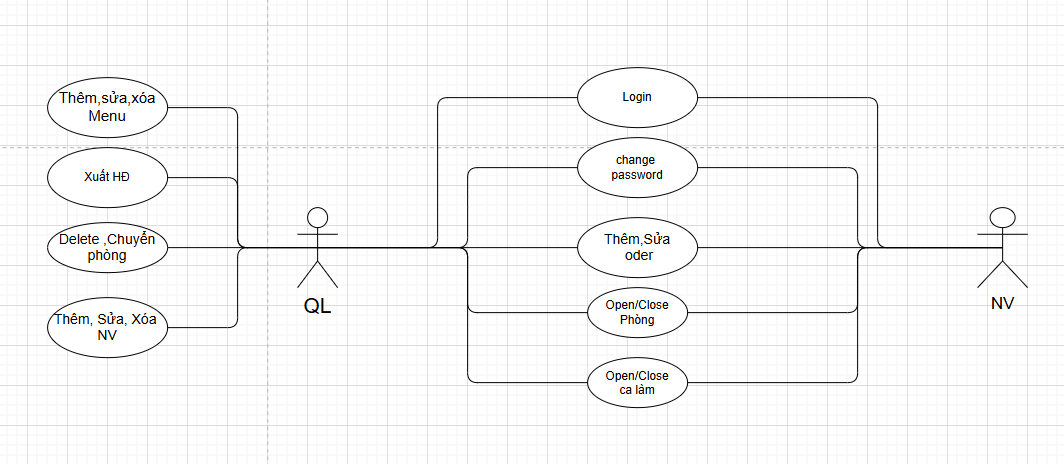 Thêm,sửa,xóa
Menu
Xuất HĐ
Delete ,Chuyển
phòng
Thêm, Sửa, Xóa
NV
QL
Login
change
password
Thêm,Sửa
oder
Open/Close
Phòng
Open/Close
ca làm
NV